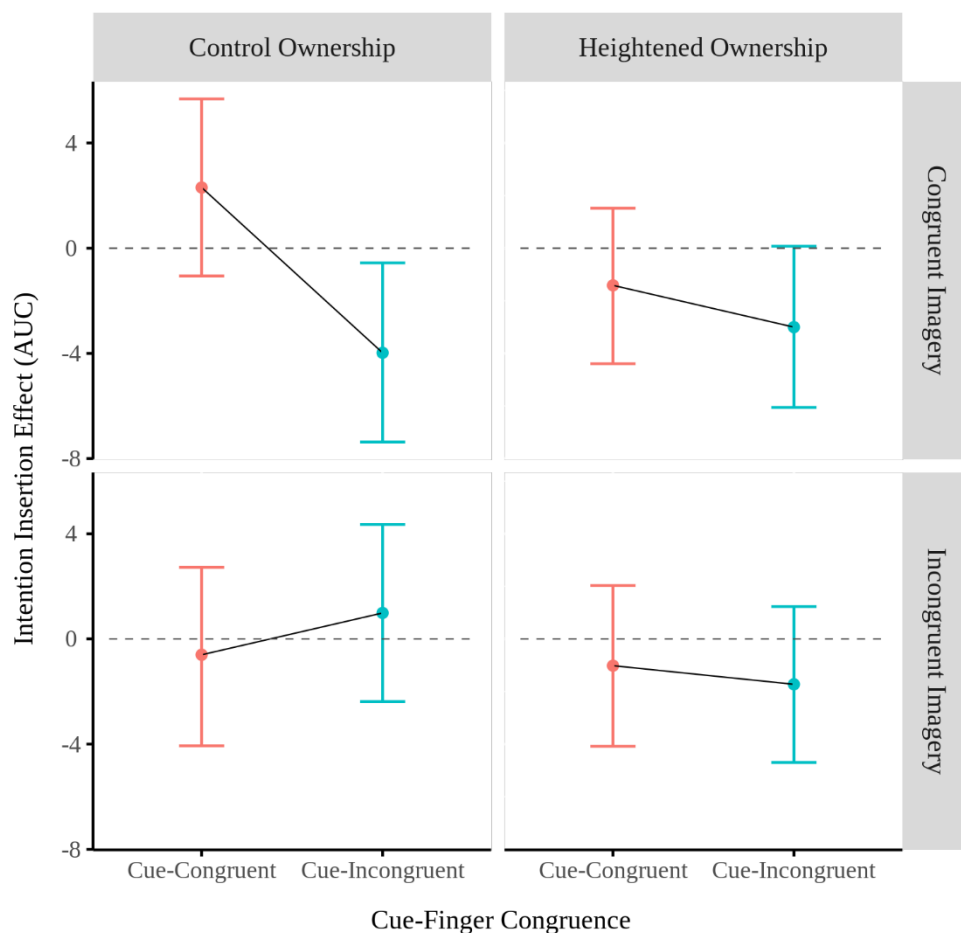 Control Ownership
Heightened Ownership
4
0
-4
-8
Congruent Imagery
Intention Insertion Effect (AUC)
4
0
-4
-8
Incongruent Imagery
Cue-Congruent
Cue-Incongruent
Cue-Congruent
Cue-Incongruent
Cue-Finger Congruence